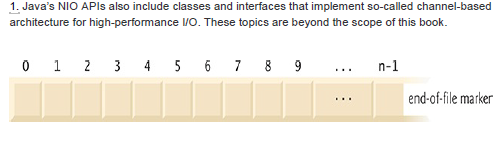 1. Java's NIO APIs also include classes and interfaces that implement so-called channel-based
architecture for high-performance I/O. These topics are beyond the scope of this book.
0 1 2 3 4 5 6 7 8 9 ... n-1
... end-of-file marker